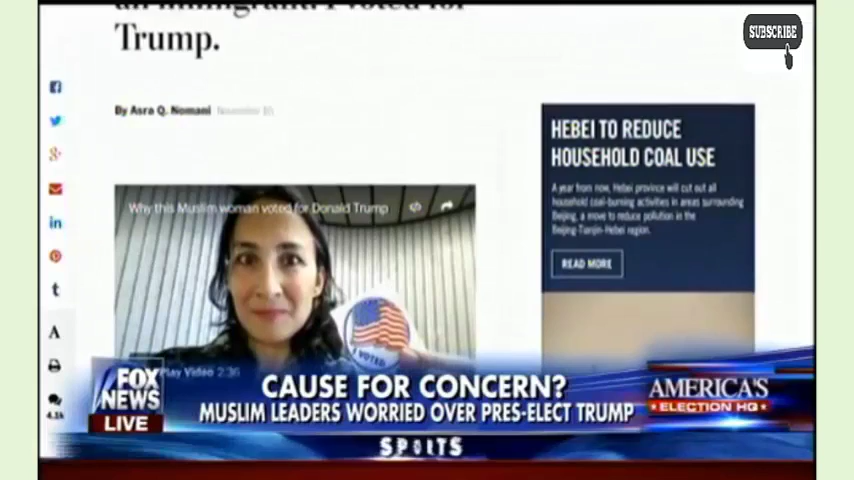 Trump.
SUBSCRIBE
By Asra Q. Nomani
HEBEI TO REDUCE
HOUSEHOLD COAL USE
A year from now, Hebei province will cut out all
household coal-burning activities in areas surrounding
Beijing, a move to reduce pollution in the
Beijing-Tianjin-Hebei region.
READ MORE
Why this Muslim woman voted for Donald Trump
I VOTED
Play Video 2:36
4.1k
FOX
NEWS
LIVE
CAUSE FOR CONCERN?
MUSLIM LEADERS WORRIED OVER PRES-ELECT TRUMP
AMERICA'S
ELECTION HQ
SPORTS